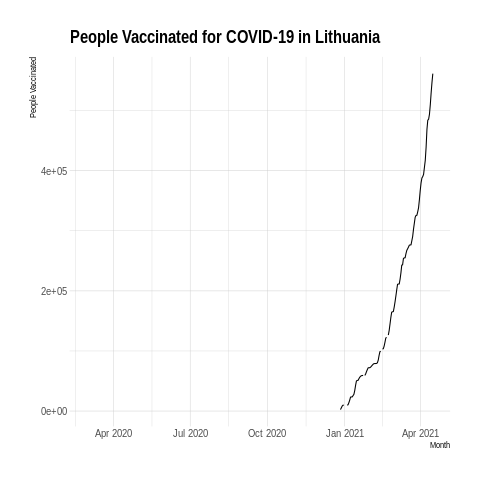 People Vaccinated for COVID-19 in Lithuania
People Vaccinated
4e+05
2e+05
0e+00
Apr 2020
Jul 2020
Oct 2020
Jan 2021
Apr 2021
Month